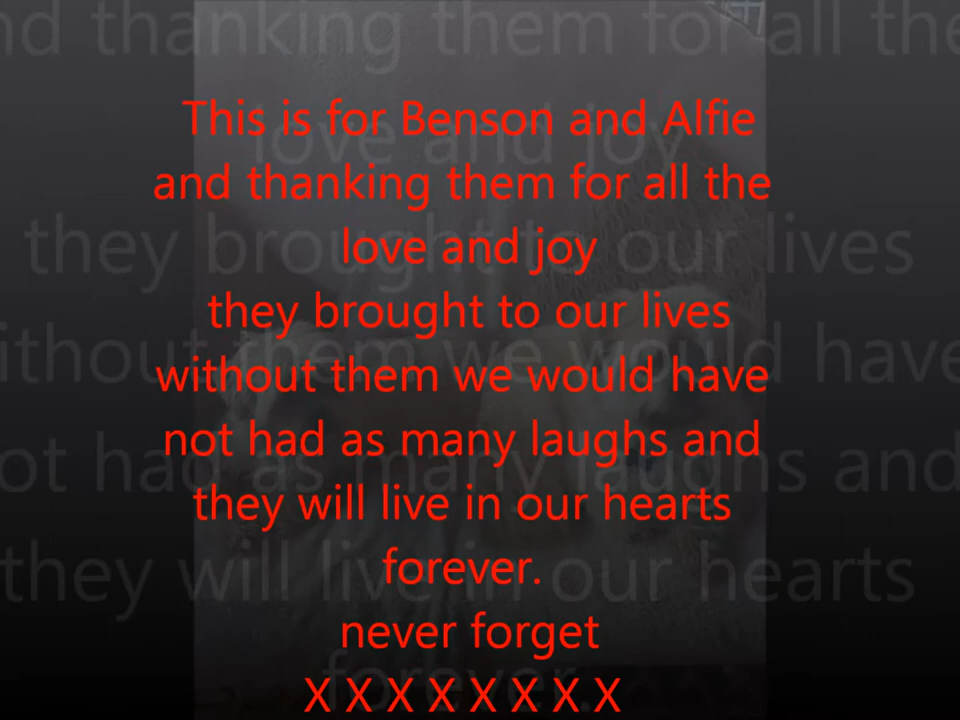 This is for Benson and Alfie
and thanking them for all the
love and joy
they brought to our lives
without them we would have
not had as many laughs and
they will live in our hearts
forever.
never forget
X X X X X X X.X